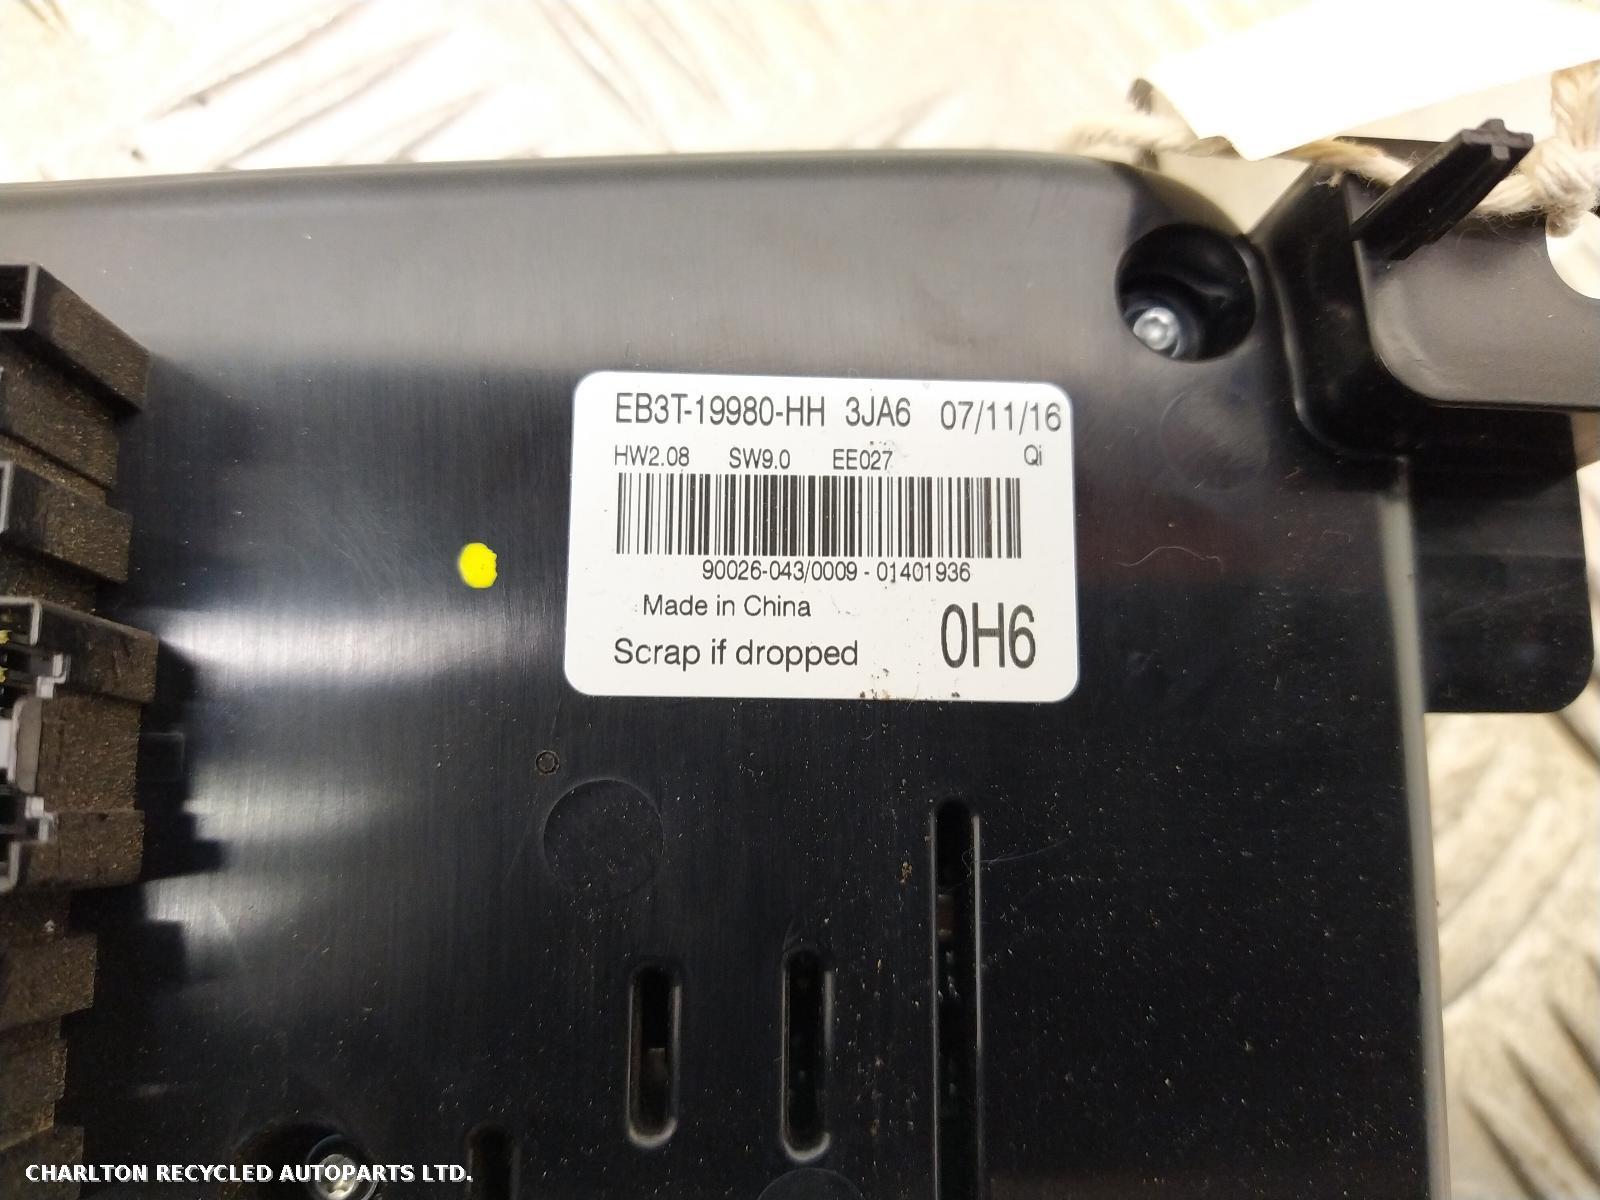 EB3T-19980-HH 3JA6 07/11/16
HW2.08 SW9.0 EE027 Qi
90026-043/0009 - 01401936
Made in China
Scrap if dropped 0H6
CHARLTON RECYCLED AUTOPARTS LTD.